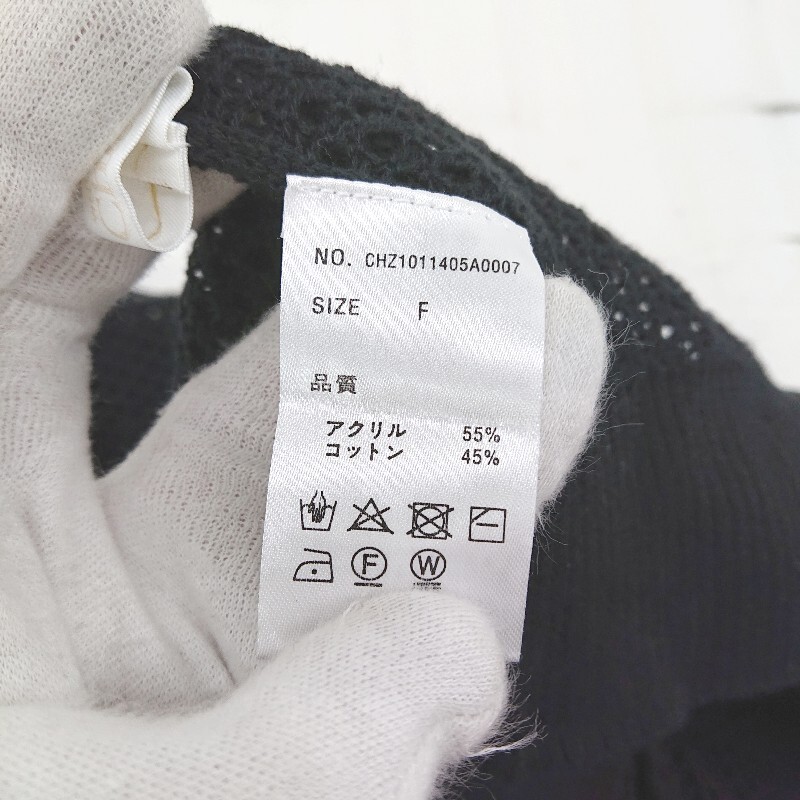 NO. CHZ1011405A0007
SIZE F
品質
アクリル 55%
コットン 45%
F W